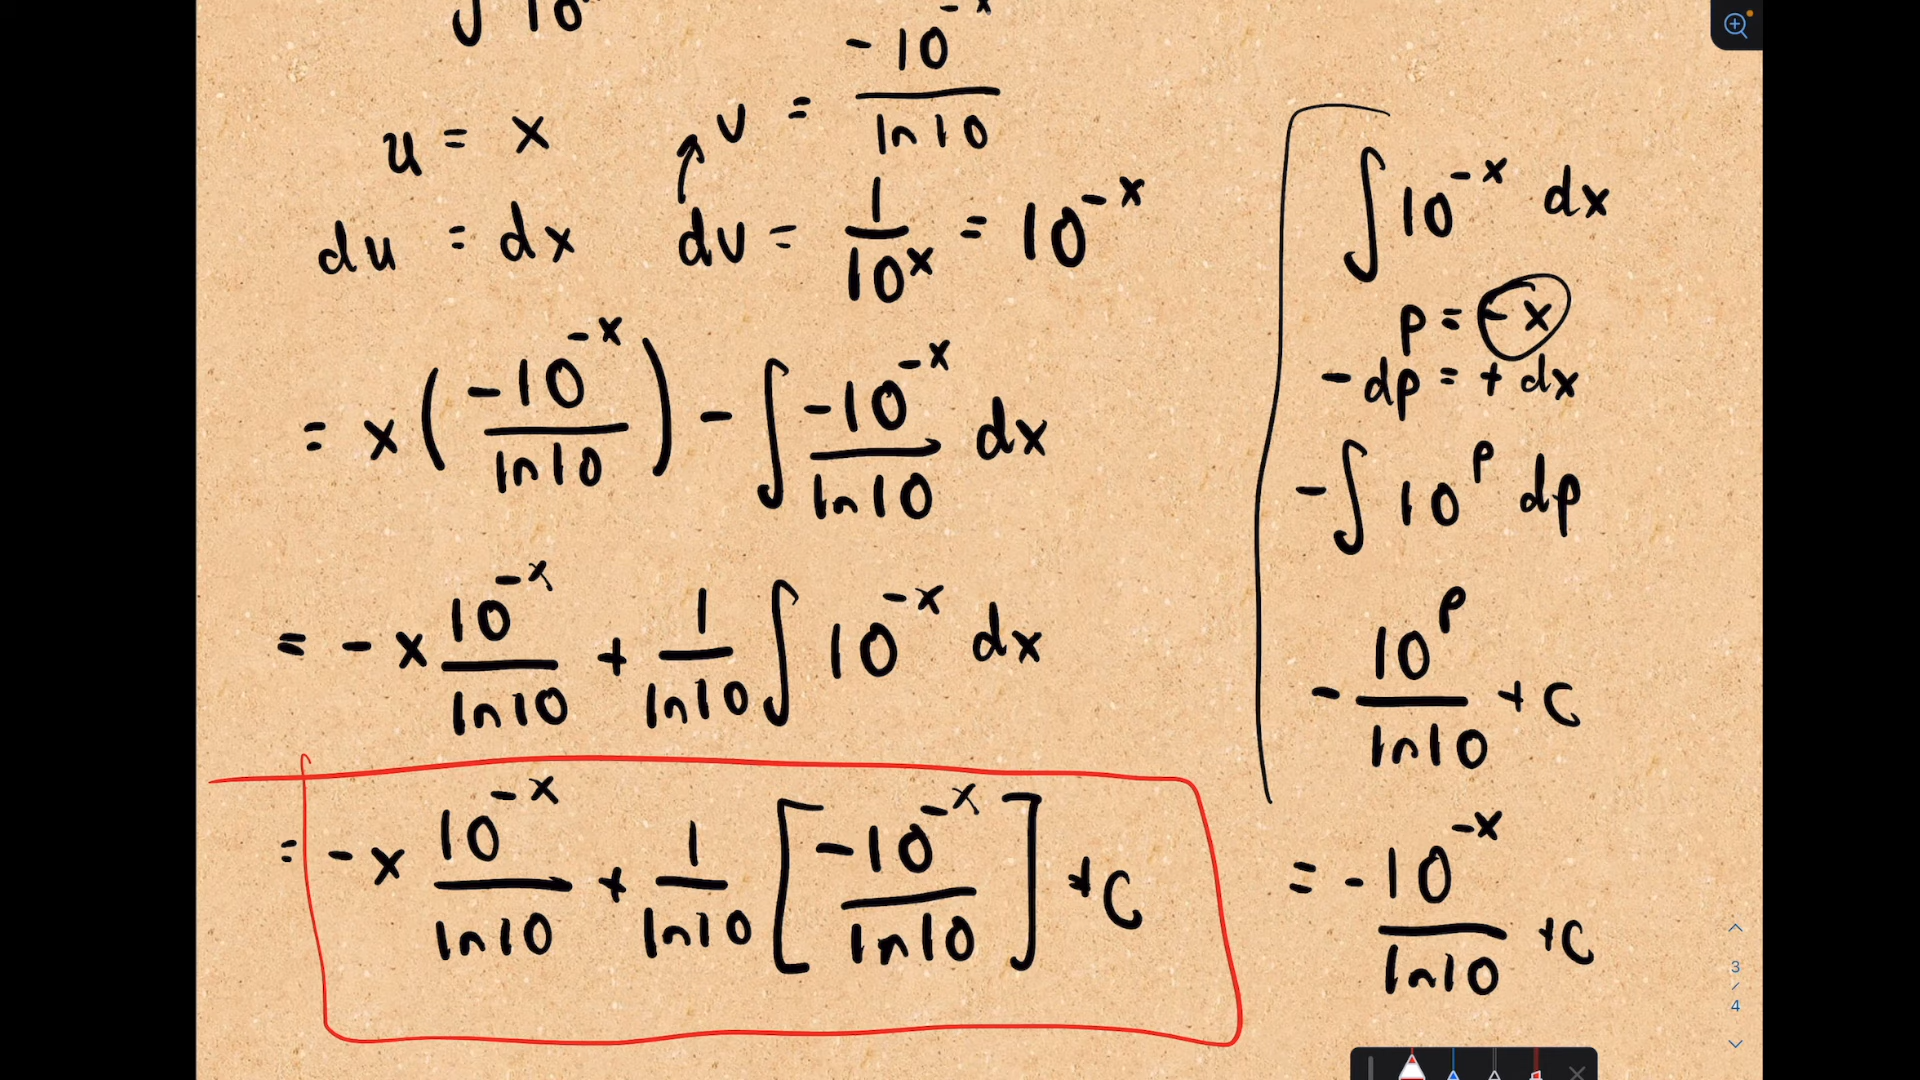 ∫ 10
u = x
v = -10^-x / ln10
du = dx
dv = 1/10^x = 10^-x
= x(-10^-x / ln10) - ∫ -10^-x / ln10 dx
= -x 10^-x / ln10 + 1/ln10 ∫ 10^-x dx
= -x 10^-x / ln10 + 1/ln10 [-10^-x / ln10] + C
∫ 10^-x dx
p = -x
-dp = + dx
-∫ 10^p dp
- 10^p / ln10 + C
= -10^-x / ln10 + C
3
/
4